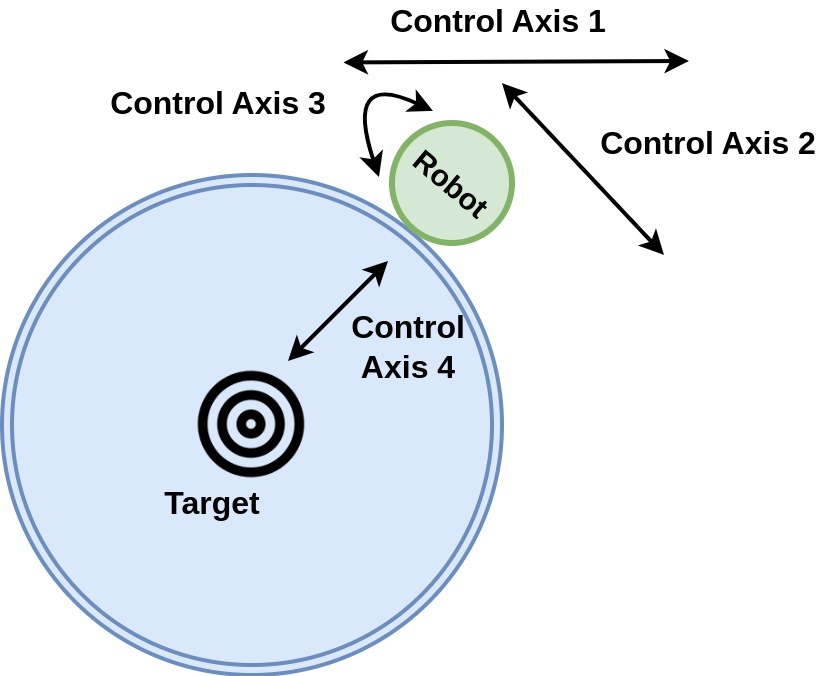 Control Axis 1
Control Axis 3
Control Axis 2
Robot
Control
Axis 4
Target